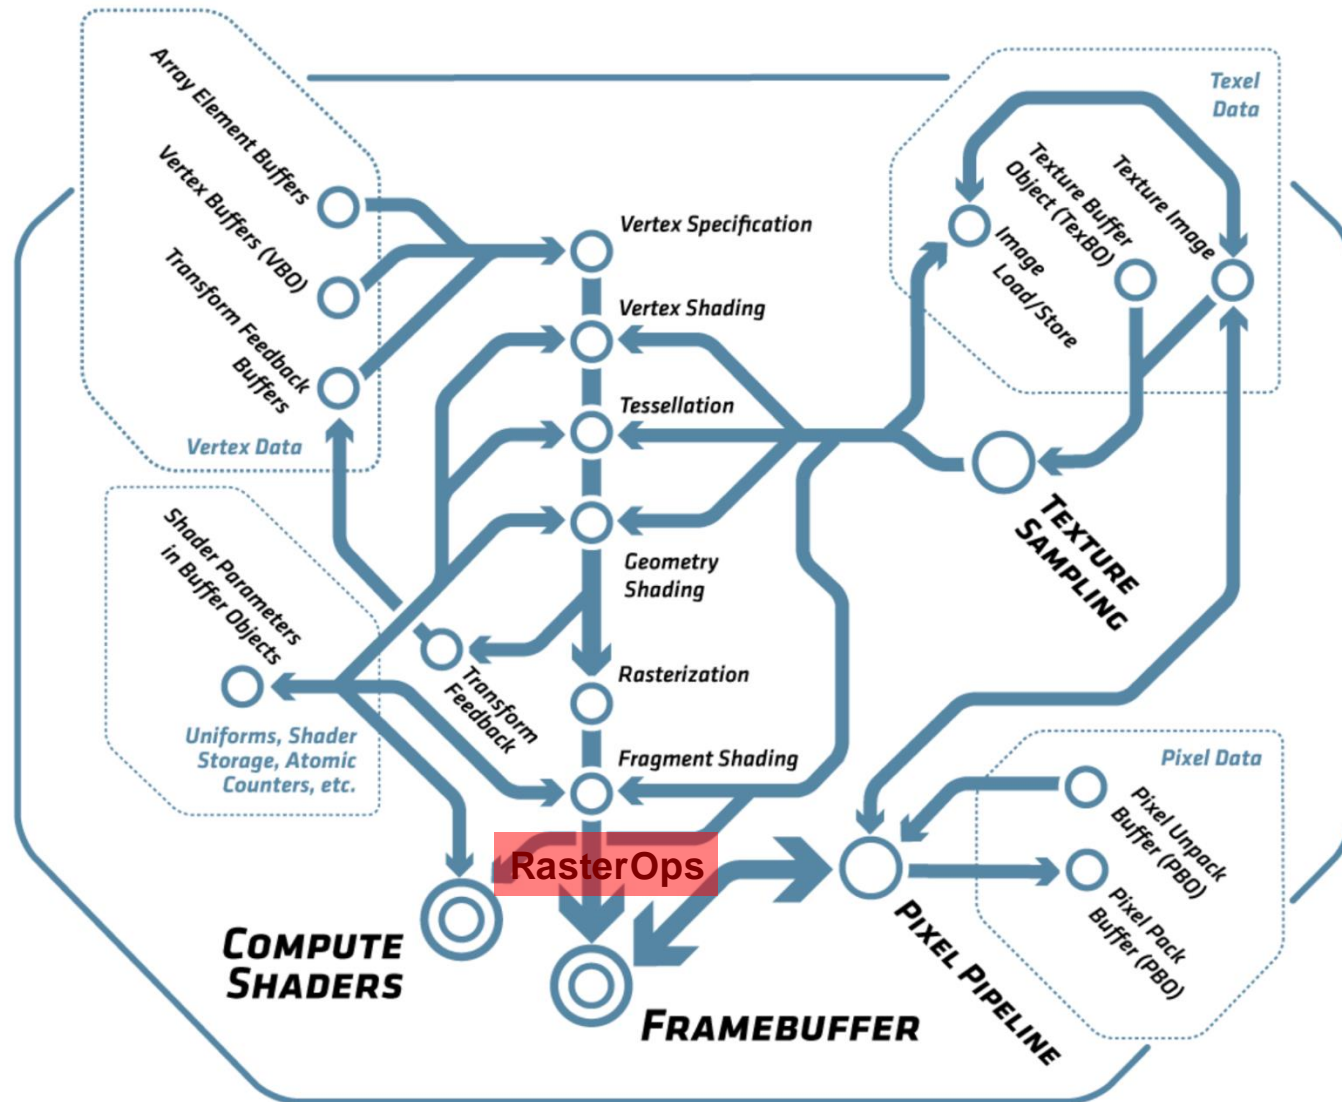 Array Element Buffers
Vertex Buffers (VBO)
Transform Feedback
Buffers
Vertex Data
Shader Parameters
in Buffer Objects
Uniforms, Shader
Storage, Atomic
Counters, etc.
Vertex Specification
Vertex Shading
Tessellation
Geometry
Shading
Transform
Feedback
Rasterization
Fragment Shading
RasterOps
COMPUTE
SHADERS
FRAMEBUFFER
Texel
Data
Image
Load/Store
Texture Buffer
Object (TexBO)
Texture Image
TEXTURE
SAMPLING
Pixel Data
Pixel Unpack
Buffer (PBO)
Pixel Pack
Buffer (PBO)
PIXEL PIPELINE